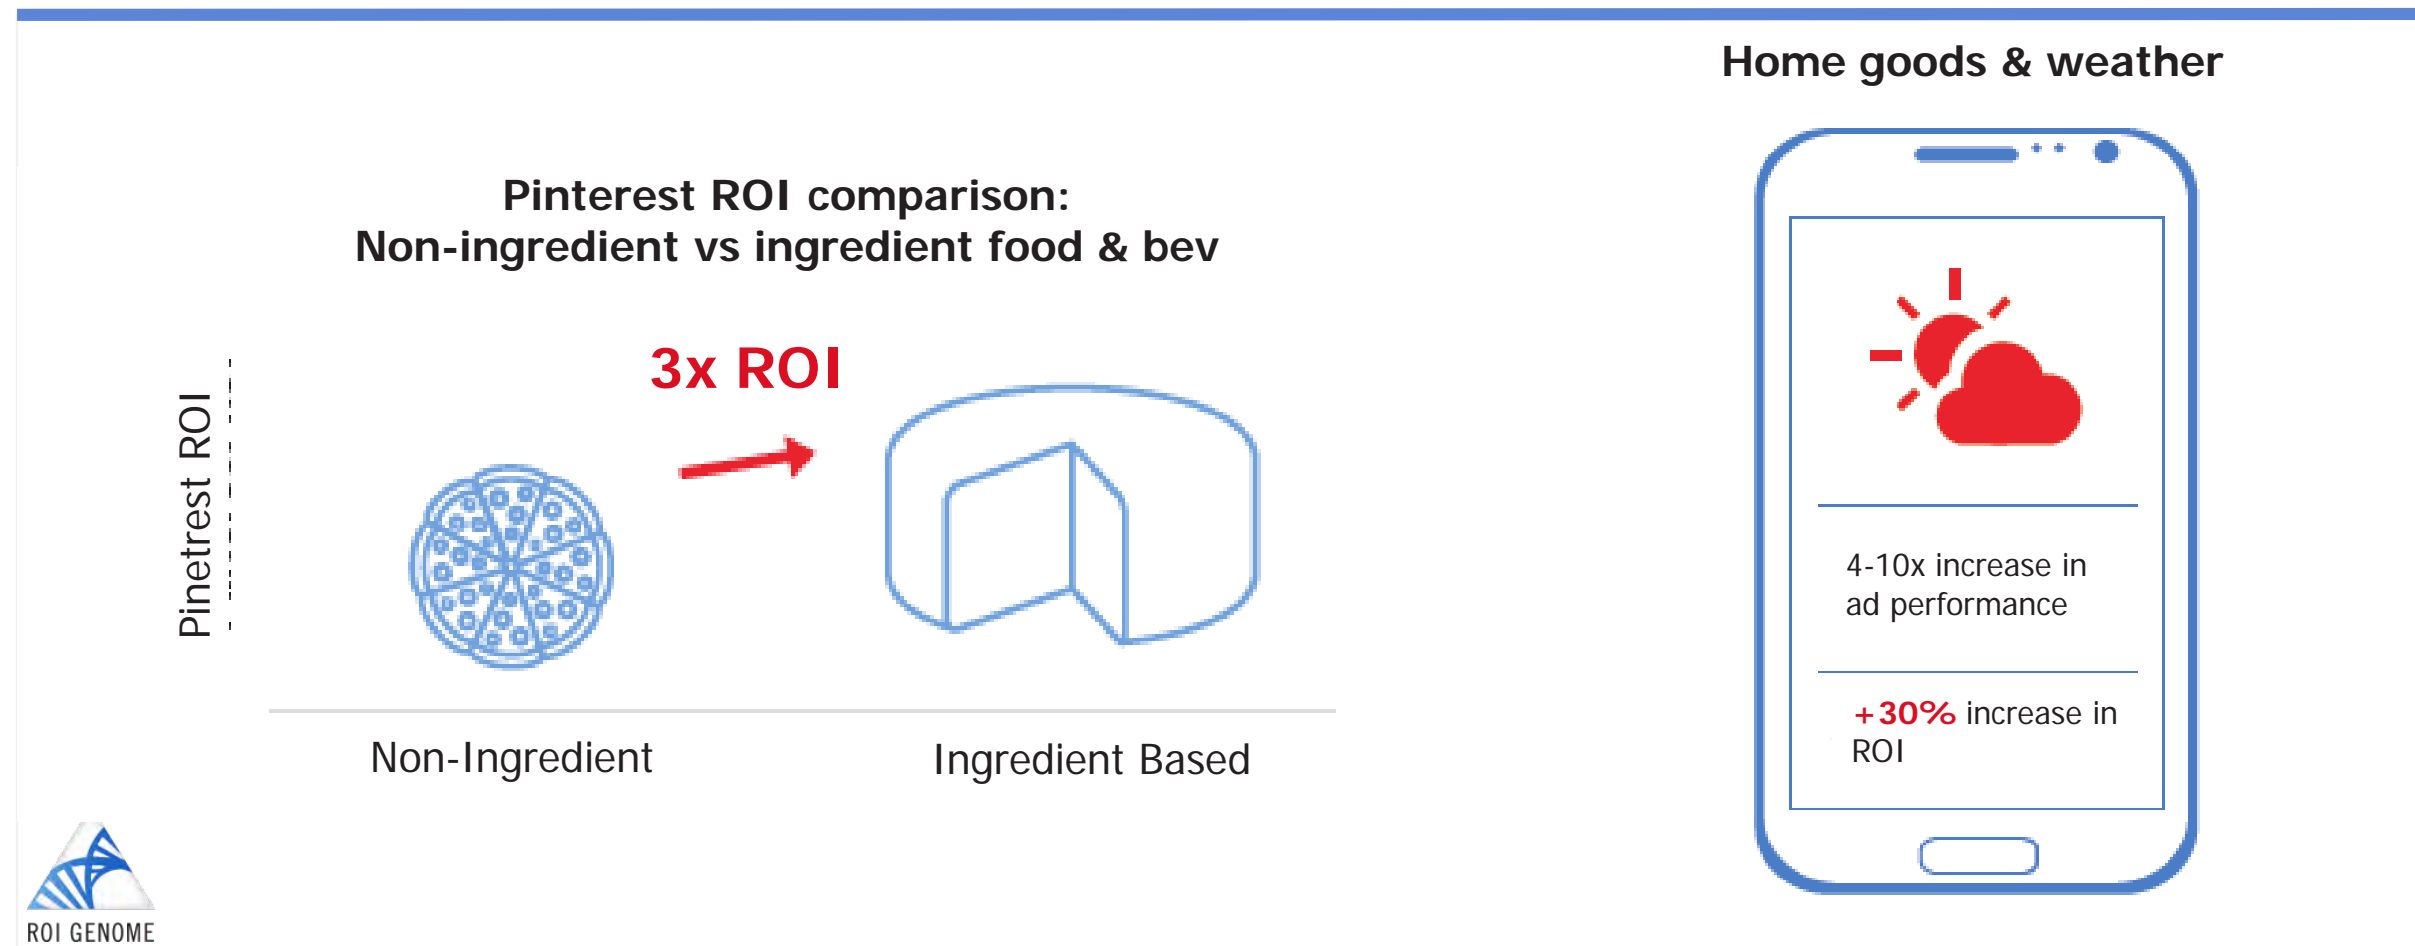 Home goods & weather
Pinterest ROI comparison:
Non-ingredient vs ingredient food & bev
3x ROI
Pinetrest ROI
Non-Ingredient
Ingredient Based
4-10x increase in
ad performance
+30% increase in
ROI
ROI GENOME